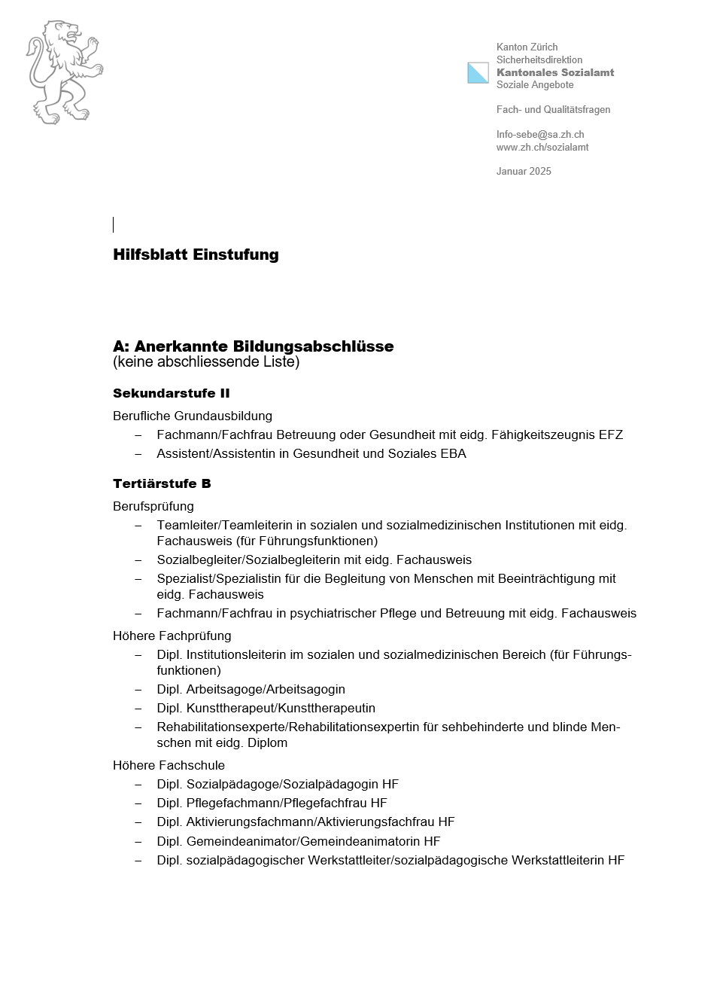 Kanton Zürich
Sicherheitsdirektion
Kantonales Sozialamt
Soziale Angebote
Fach- und Qualitätsfragen
Info-sebe@sa.zh.ch
www.zh.ch/sozialamt
Januar 2025
Hilfsblatt Einstufung
A: Anerkannte Bildungsabschlüsse
(keine abschliessende Liste)
Sekundarstufe II
Berufliche Grundausbildung
– Fachmann/Fachfrau Betreuung oder Gesundheit mit eidg. Fähigkeitszeugnis EFZ
– Assistent/Assistentin in Gesundheit und Soziales EBA
Tertiärstufe B
Berufsprüfung
– Teamleiter/Teamleiterin in sozialen und sozialmedizinischen Institutionen mit eidg.
Fachausweis (für Führungsfunktionen)
– Sozialbegleiter/Sozialbegleiterin mit eidg. Fachausweis
– Spezialist/Spezialistin für die Begleitung von Menschen mit Beeinträchtigung mit
eidg. Fachausweis
– Fachmann/Fachfrau in psychiatrischer Pflege und Betreuung mit eidg. Fachausweis
Höhere Fachprüfung
– Dipl. Institutionsleiterin im sozialen und sozialmedizinischen Bereich (für Führungs-
funktionen)
– Dipl. Arbeitsagoge/Arbeitsagogin
– Dipl. Kunsttherapeut/Kunsttherapeutin
– Rehabilitationsexperte/Rehabilitationsexpertin für sehbehinderte und blinde Men-
schen mit eidg. Diplom
Höhere Fachschule
– Dipl. Sozialpädagoge/Sozialpädagogin HF
– Dipl. Pflegefachmann/Pflegefachfrau HF
– Dipl. Aktivierungsfachmann/Aktivierungsfachfrau HF
– Dipl. Gemeindeanimator/Gemeindeanimatorin HF
– Dipl. sozialpädagogischer Werkstattleiter/sozialpädagogische Werkstattleiterin HF